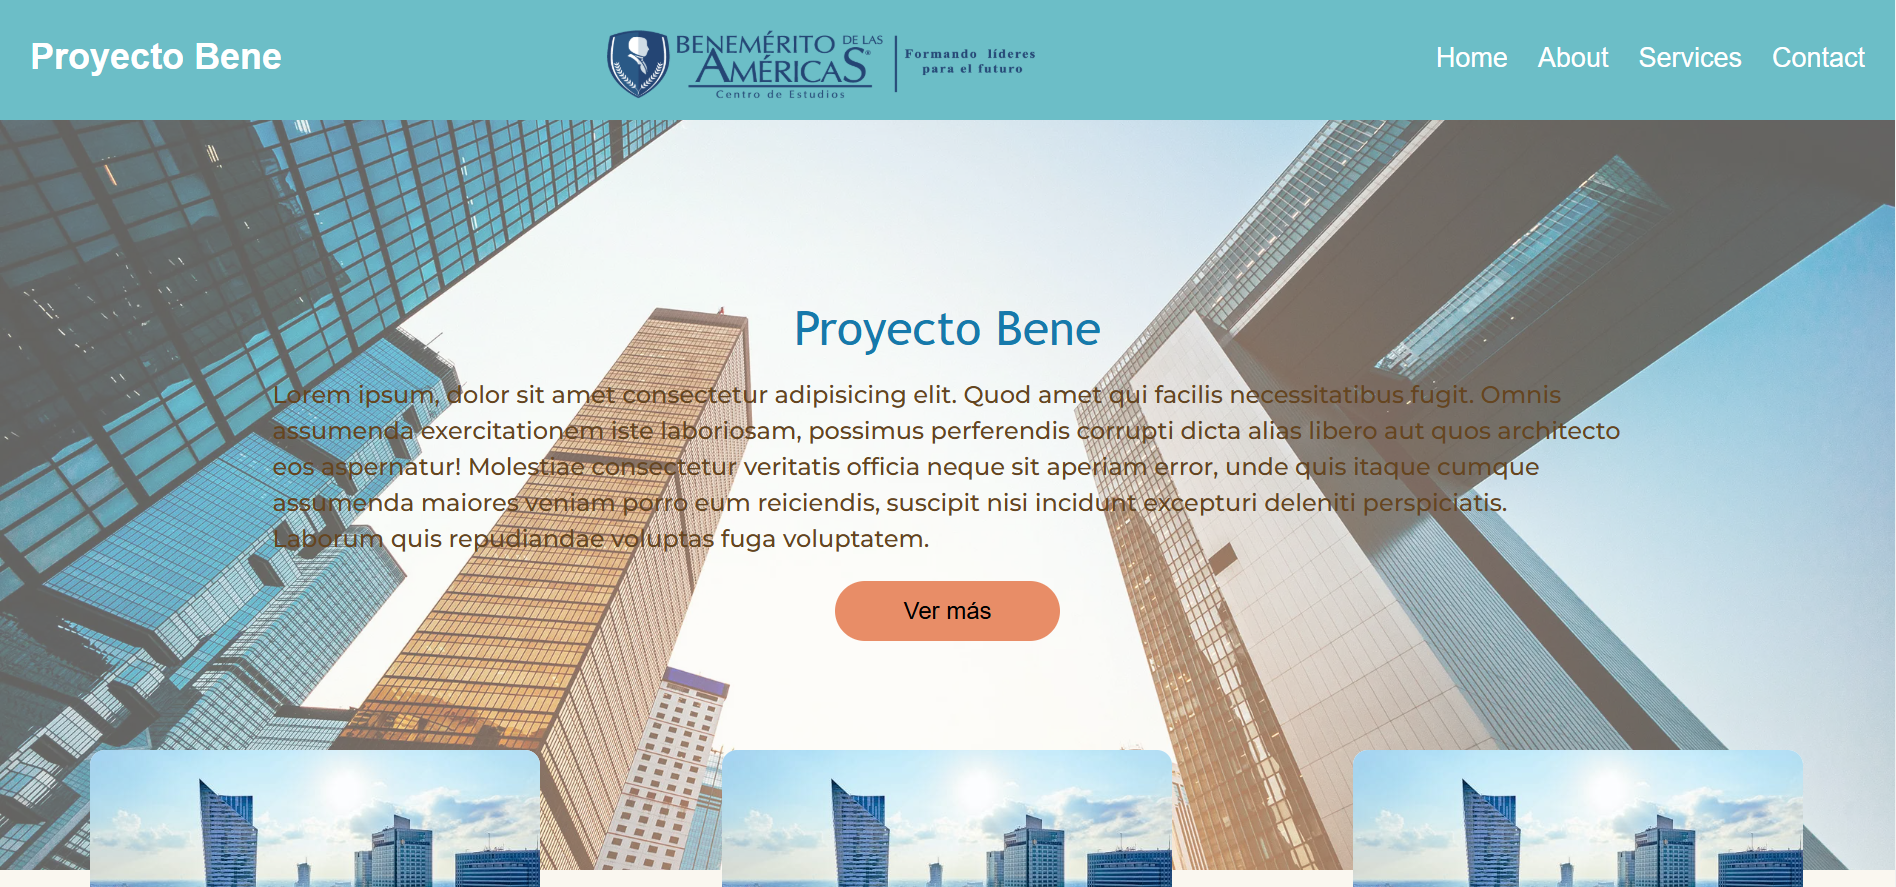 Proyecto Bene
BENEMÉRITO DE LAS
AMÉRICAS
Centro de Estudios
Formando líderes
para el futuro
Home About Services Contact
Proyecto Bene
Lorem ipsum, dolor sit amet consectetur adipisicing elit. Quod amet qui facilis necessitatibus fugit. Omnis
assumenda exercitationem iste laboriosam, possimus perferendis corrupti dicta alias libero aut quos architecto
eos aspernatur! Molestiae consectetur veritatis officia neque sit aperiam error, unde quis itaque cumque
assumenda maiores veniam porro eum reiciendis, suscipit nisi incidunt excepturi deleniti perspiciatis.
Laborum quis repudiandae voluptas fuga voluptatem.
Ver más